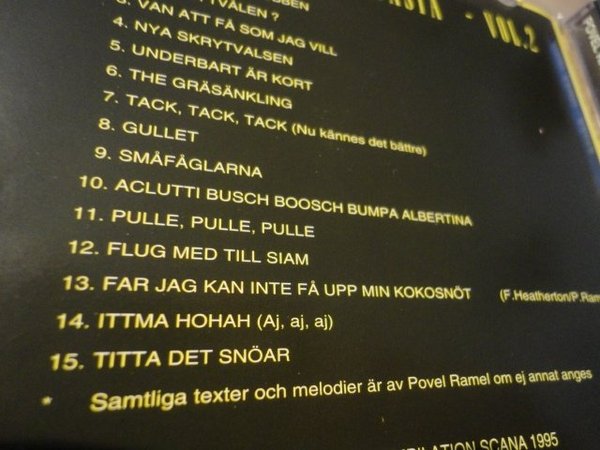 VOL.2
TVÅLEN ?
3. VAN ATT FÅ SOM JAG VILL
4. NYA SKRYTVALSEN
5. UNDERBART ÄR KORT
6. THE GRÄSÄNKLING
7. TACK, TACK, TACK (Nu kännes det bättre)
8. GULLET
9. SMÅFÅGLARNA
10. ACLUTTI BUSCH BOOSCH BUMPA ALBERTINA
11. PULLE, PULLE, PULLE
12. FLUG MED TILL SIAM
13. FAR JAG KAN INTE FÅ UPP MIN KOKOSNÖT (F.Heatherton/P.Ram
14. ITTMA HOHAH (Aj, aj, aj)
15. TITTA DET SNÖAR
* Samtliga texter och melodier är av Povel Ramel om ej annat anges
SCANA 1995
POVEL